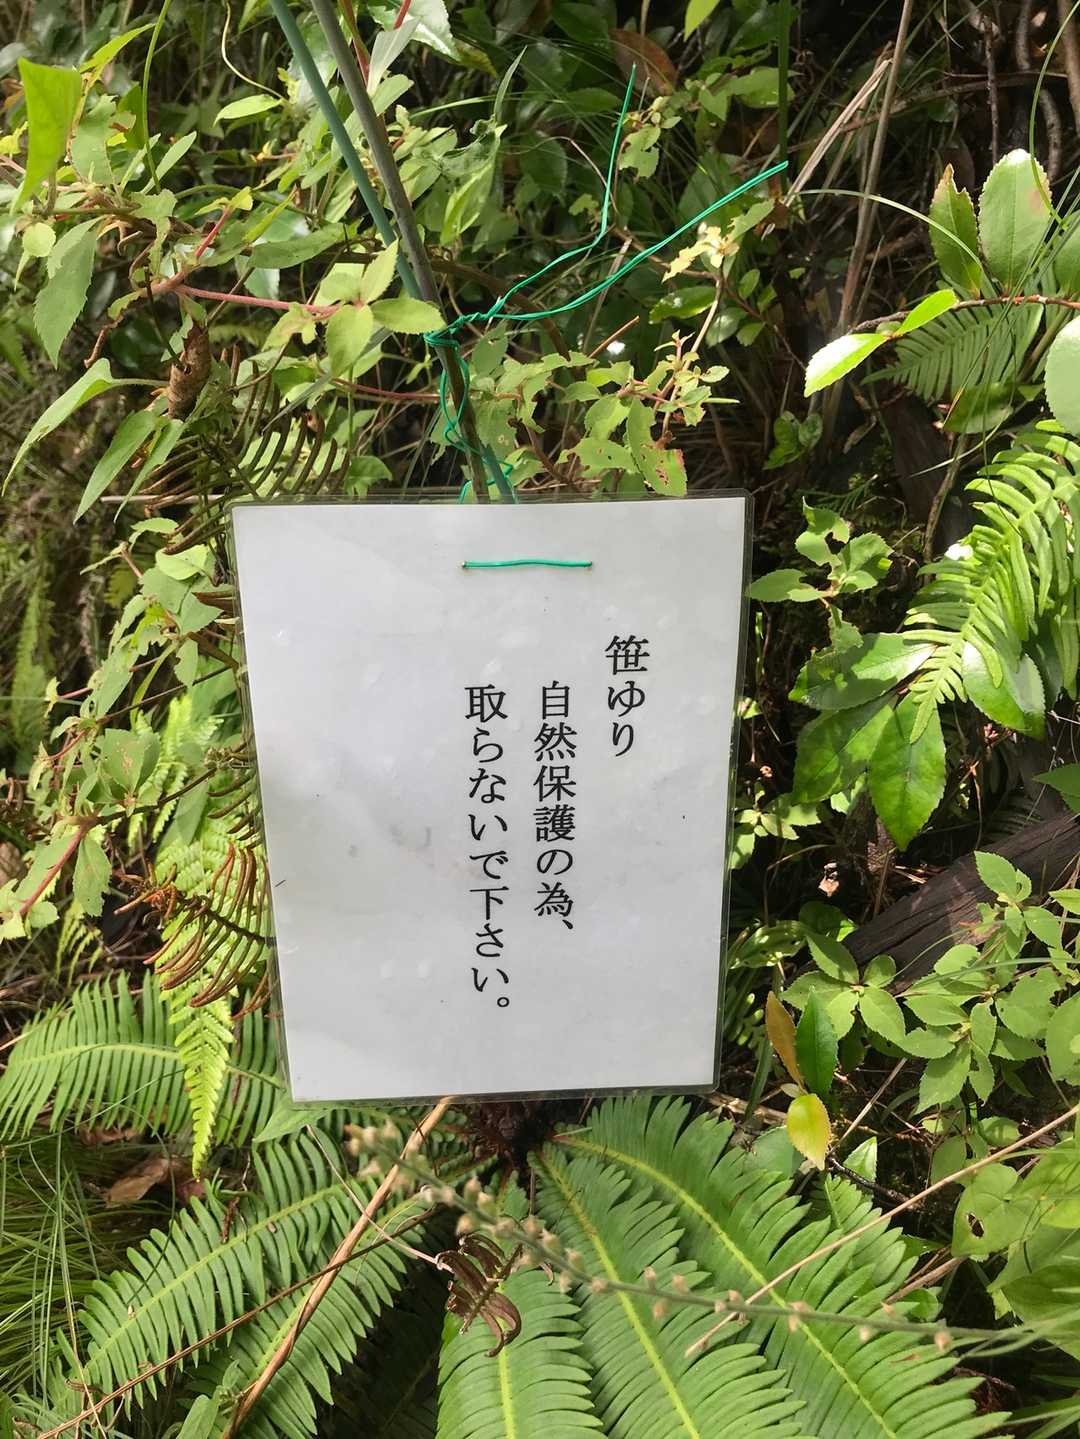 笹ゆり
自然保護の為、
取らないで下さい。